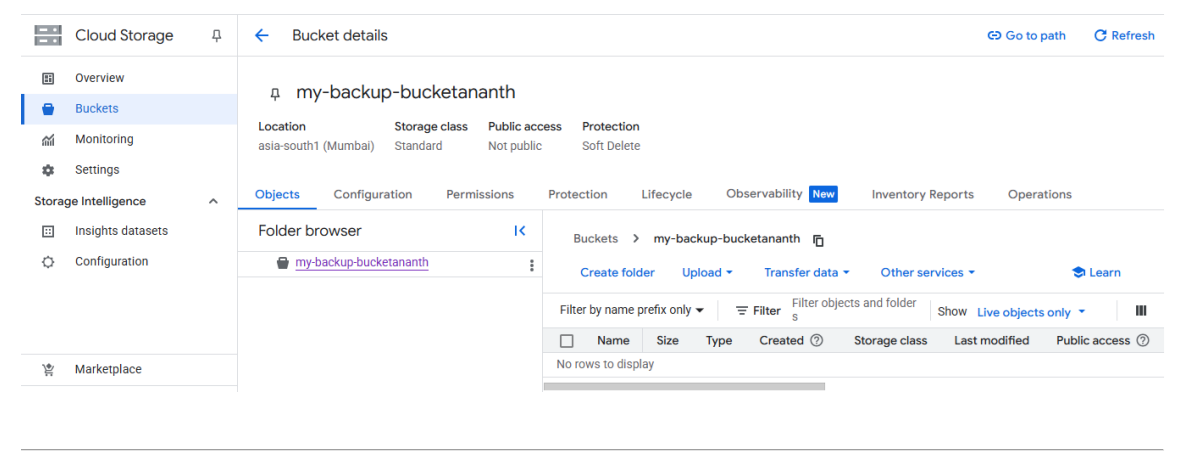 Cloud Storage
Bucket details
Go to path
Refresh
Overview
Buckets
Monitoring
Settings
Storage Intelligence
Insights datasets
Configuration
Marketplace
my-backup-bucketananth
Location Storage class Public access Protection
asia-south1 (Mumbai) Standard Not public Soft Delete
Objects Configuration Permissions Protection Lifecycle Observability New Inventory Reports Operations
Folder browser
my-backup-bucketananth
Buckets > my-backup-bucketananth
Create folder Upload Transfer data Other services Learn
Filter by name prefix only Filter Filter objects and folder
s
Show Live objects only
Name Size Type Created Storage class Last modified Public access
No rows to display